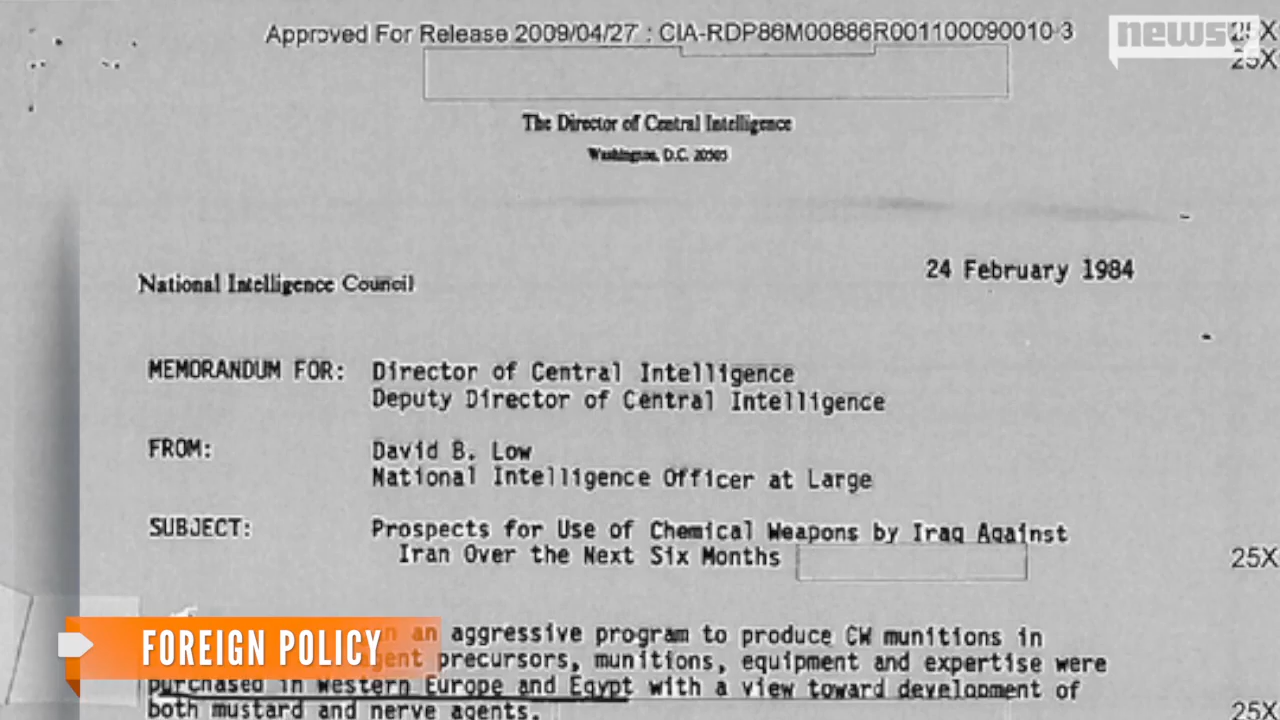 Approved For Release 2009/04/27 : CIA-RDP86M00886R001100090010-3
newsy
25X
25X
The Director of Central Intelligence
Washington, D.C. 20505
24 February 1984
National Intelligence Council
MEMORANDUM FOR: Director of Central Intelligence
Deputy Director of Central Intelligence
FROM: David B. Low
National Intelligence Officer at Large
SUBJECT: Prospects for Use of Chemical Weapons by Iraq Against
Iran Over the Next Six Months
25X
an aggressive program to produce CW munitions in
precursors, munitions, equipment and expertise were
purchased in Western Europe and Egypt with a view toward development of
both mustard and nerve agents.
25X
FOREIGN POLICY